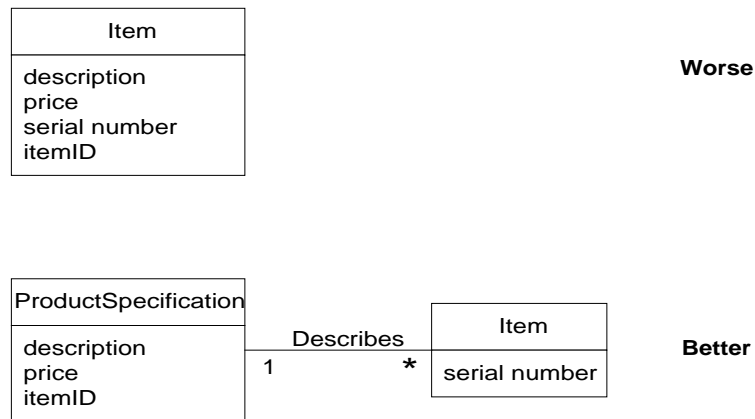 Item
description
price
serial number
itemID
Worse
ProductSpecification
description
price
itemID
Describes
1
*
Item
serial number
Better